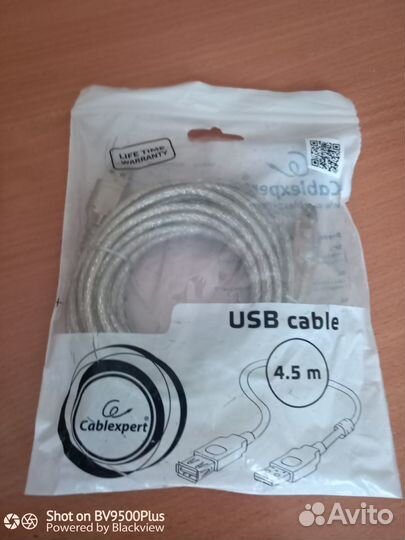 LIFE TIME
WARRANTY
Cablexpert
USB cable
4.5 m
Cablexpert®
Shot on BV9500Plus
Powered by Blackview
Avito